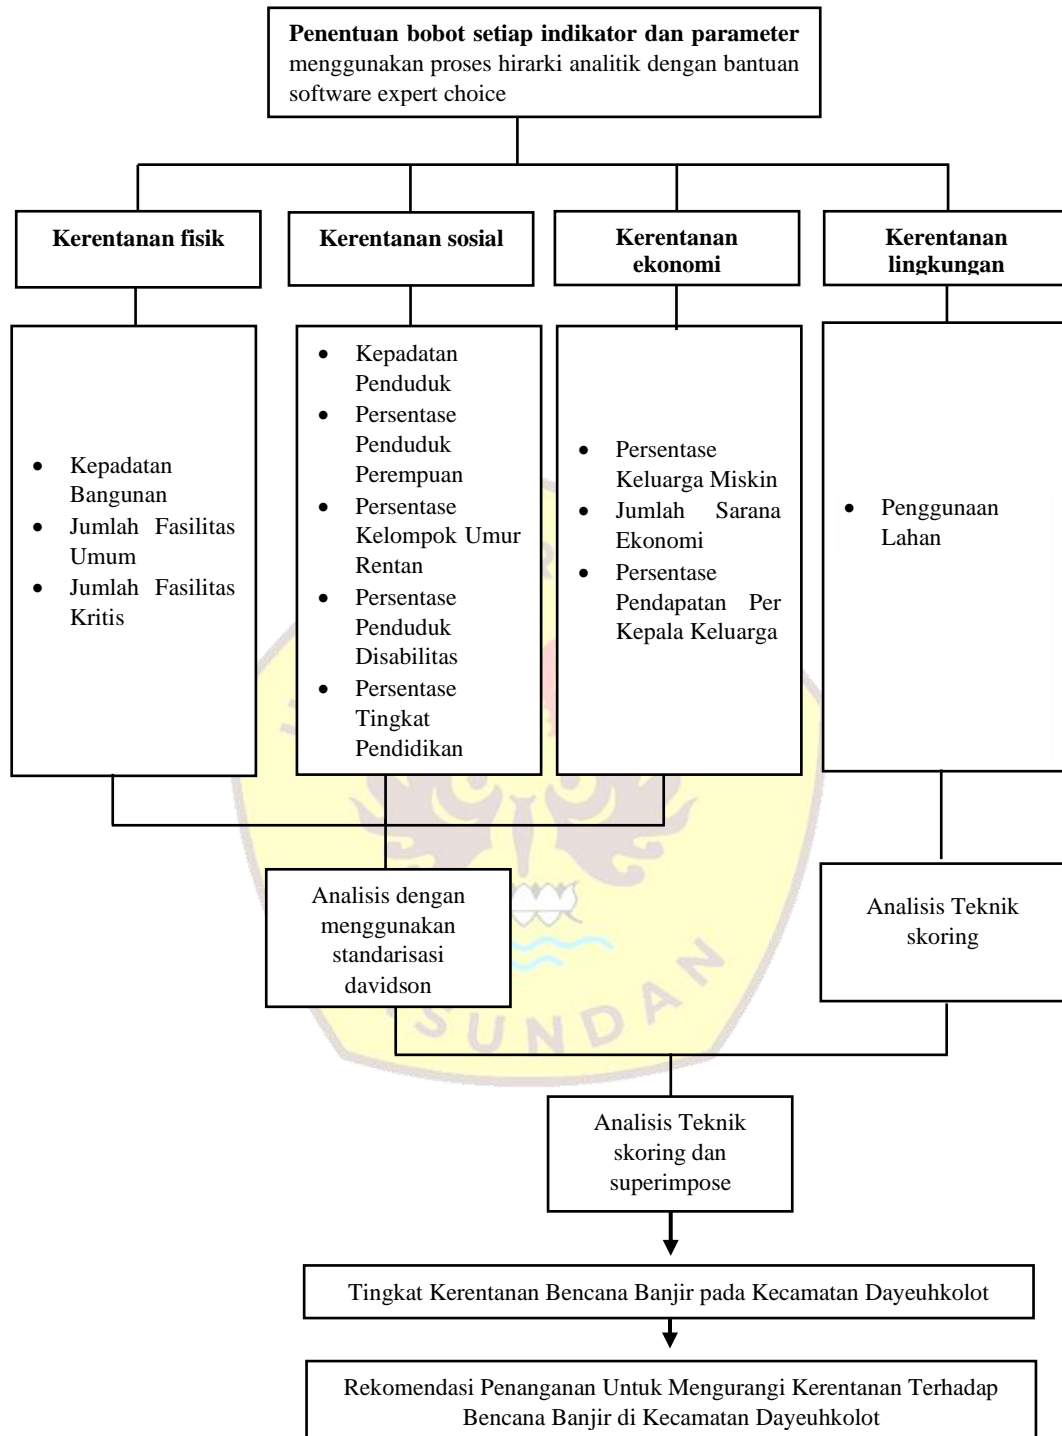 Penentuan bobot setiap indikator dan parameter
menggunakan proses hirarki analitik dengan bantuan
software expert choice
Kerentanan fisik
Kerentanan sosial
Kerentanan
ekonomi
Kerentanan
lingkungan
• Kepadatan
Bangunan
• Jumlah Fasilitas
Umum
• Jumlah Fasilitas
Kritis
• Kepadatan
Penduduk
• Persentase
Penduduk
Perempuan
• Persentase
Kelompok Umur
Rentan
• Persentase
Penduduk
Disabilitas
• Persentase
Tingkat
Pendidikan
• Persentase
Keluarga Miskin
• Jumlah Sarana
Ekonomi
• Persentase
Pendapatan Per
Kepala Keluarga
• Penggunaan
Lahan
Analisis dengan
menggunakan
standarisasi
davidson
Analisis Teknik
skoring
SUNDAN
Analisis Teknik
skoring dan
superimpose
Tingkat Kerentanan Bencana Banjir pada Kecamatan Dayeuhkolot
Rekomendasi Penanganan Untuk Mengurangi Kerentanan Terhadap
Bencana Banjir di Kecamatan Dayeuhkolot